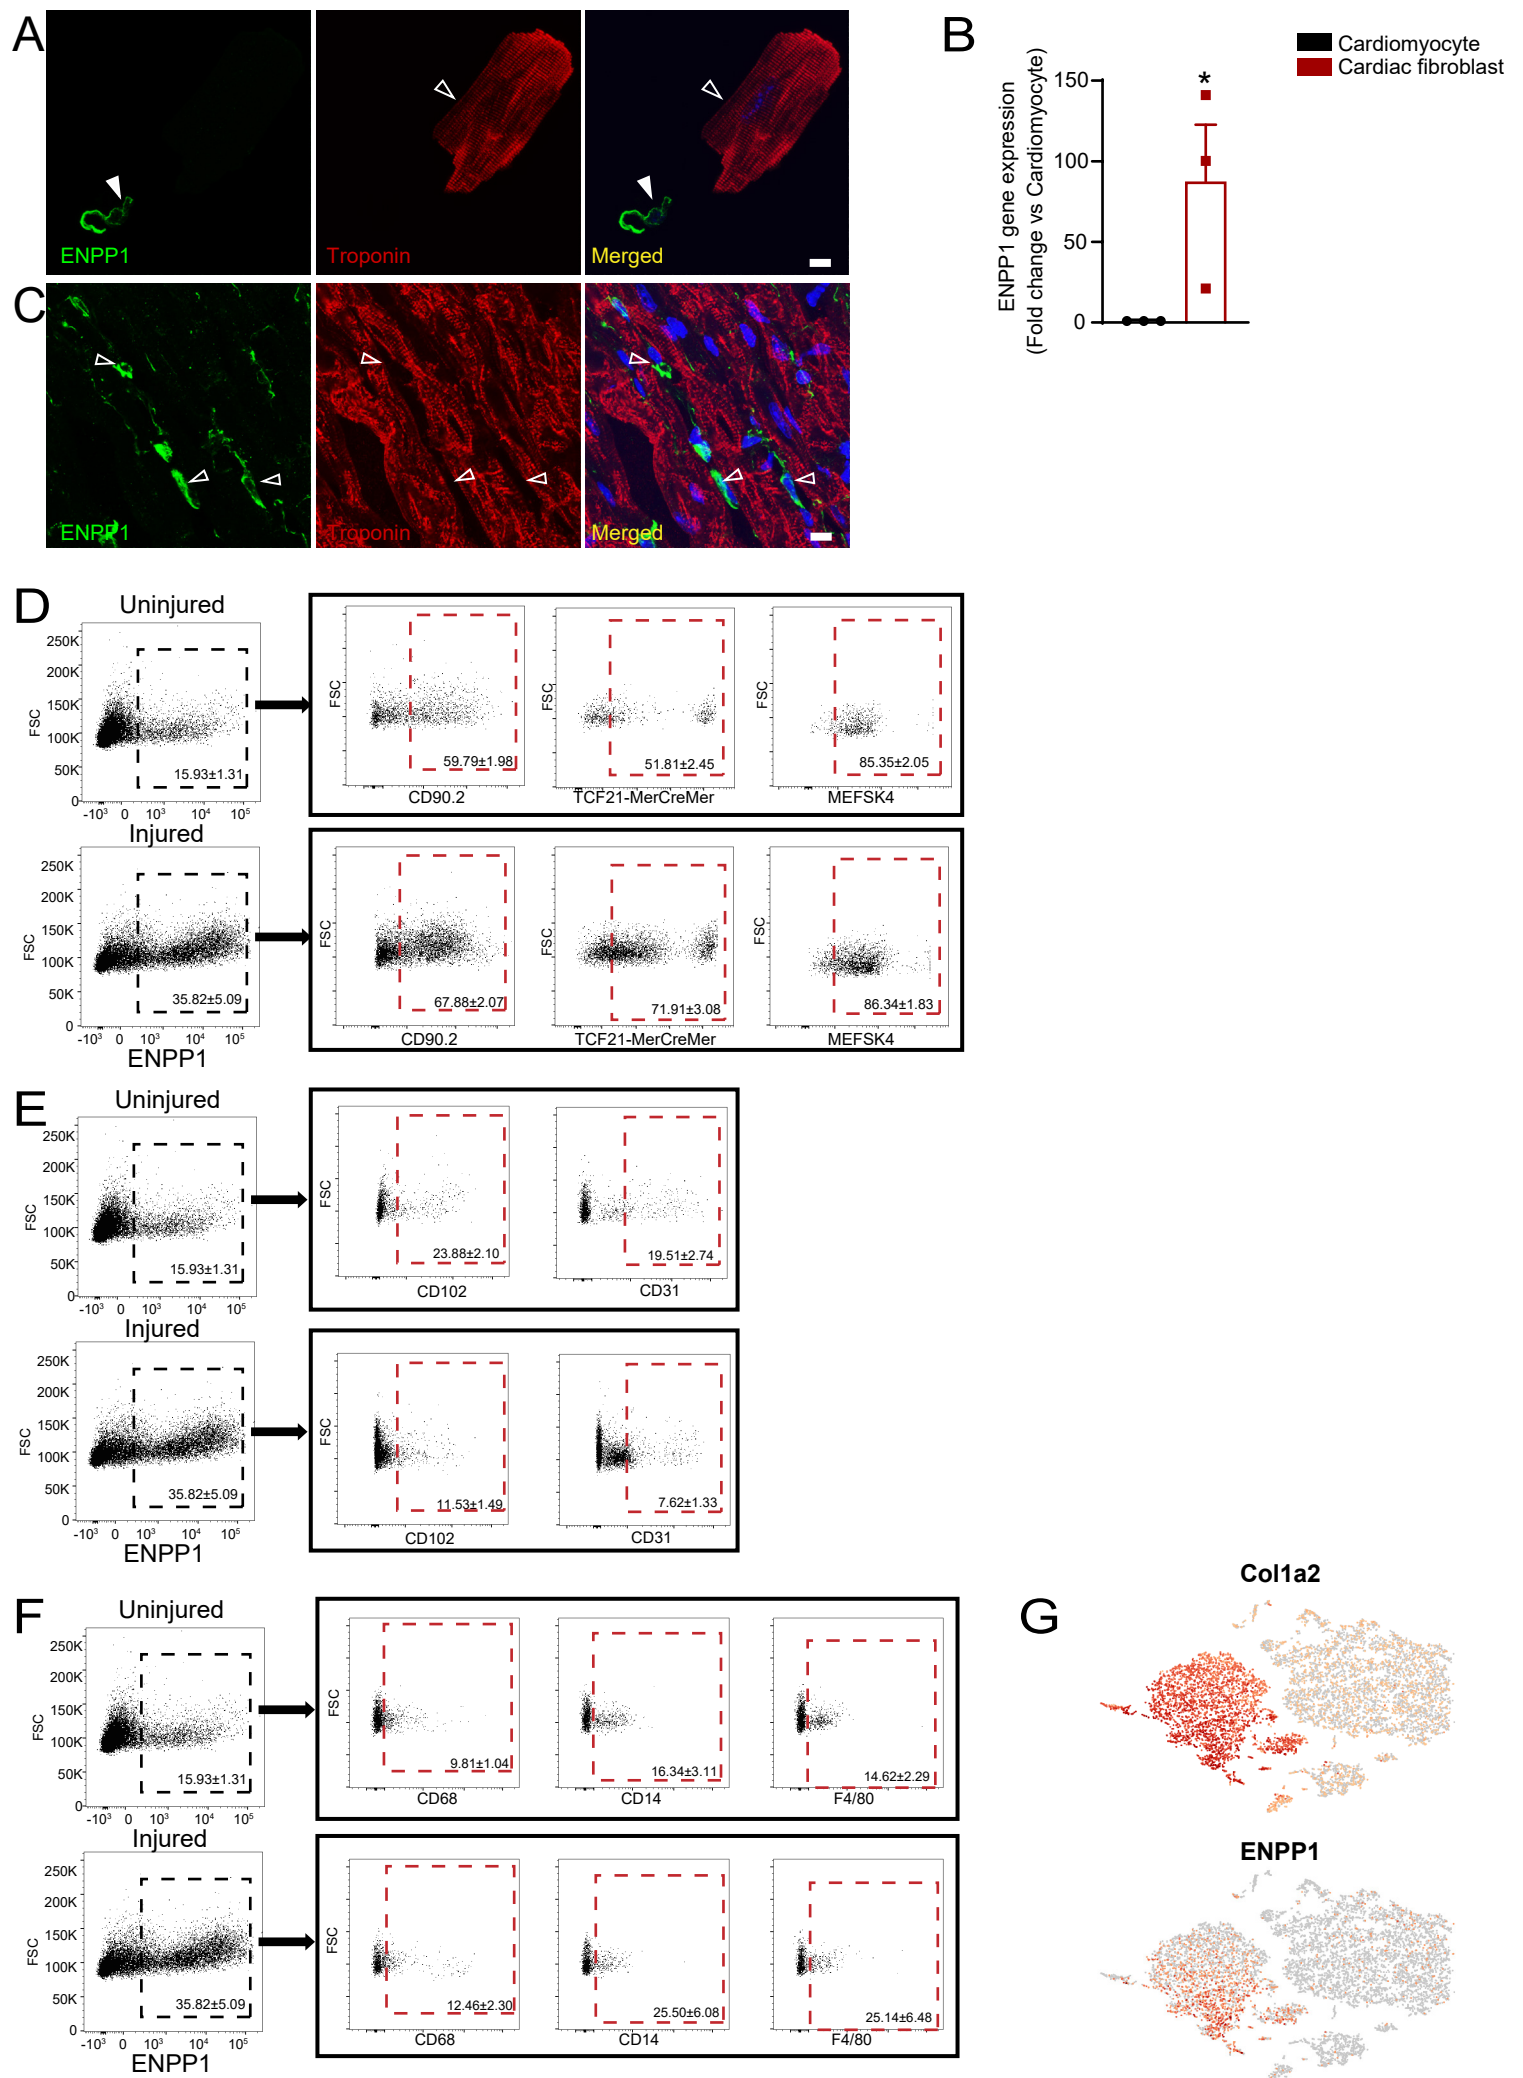 A
ENPP1
Troponin
Merged
B
Cardiomyocyte
Cardiac fibroblast
ENPP1 gene expression
(Fold change vs Cardiomyocyte)
150
100
50
0
*
C
ENPP1
Troponin
Merged
D
Uninjured
FSC
250K
200K
150K
100K
50K
0
15.93±1.31
-10³ 0 10³ 10⁴ 10⁵
FSC
59.79±1.98
CD90.2
FSC
51.81±2.45
TCF21-MerCreMer
FSC
85.35±2.05
MEFSK4
Injured
FSC
250K
200K
150K
100K
50K
0
35.82±5.09
-10³ 0 10³ 10⁴ 10⁵
ENPP1
FSC
67.88±2.07
CD90.2
FSC
71.91±3.08
TCF21-MerCreMer
FSC
86.34±1.83
MEFSK4
E
Uninjured
FSC
250K
200K
150K
100K
50K
0
15.93±1.31
-10³ 0 10³ 10⁴ 10⁵
FSC
23.88±2.10
CD102
FSC
19.51±2.74
CD31
Injured
FSC
250K
200K
150K
100K
50K
0
35.82±5.09
-10³ 0 10³ 10⁴ 10⁵
ENPP1
FSC
11.53±1.49
CD102
FSC
7.62±1.33
CD31
F
Uninjured
FSC
250K
200K
150K
100K
50K
0
15.93±1.31
-10³ 0 10³ 10⁴ 10⁵
FSC
9.81±1.04
CD68
FSC
16.34±3.11
CD14
FSC
14.62±2.29
F4/80
Injured
FSC
250K
200K
150K
100K
50K
0
35.82±5.09
-10³ 0 10³ 10⁴ 10⁵
ENPP1
FSC
12.46±2.30
CD68
FSC
25.50±6.08
CD14
FSC
25.14±6.48
F4/80
G
Col1a2
ENPP1